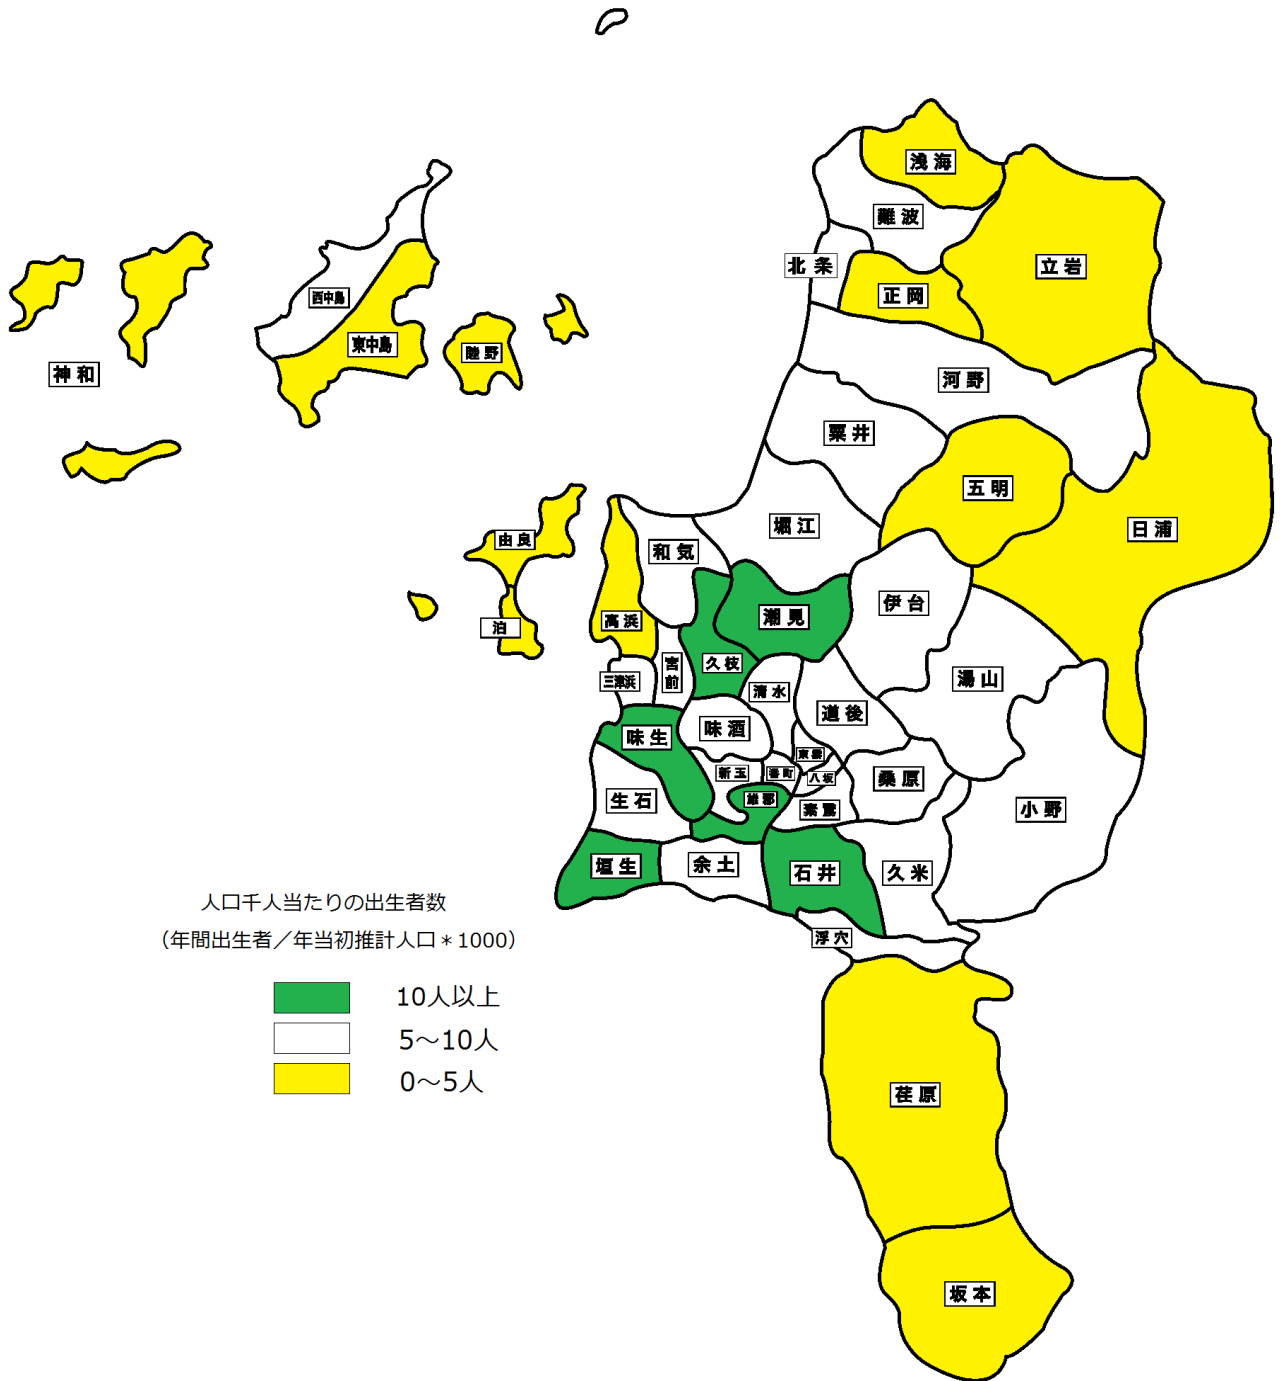 浅海
難波
北条
立岩
正岡
西中島
東中島
睦野
神和
河野
粟井
五明
堀江
日浦
由良
和気
伊台
高浜
泊
潮見
久枝
宮前
三津浜
清水
湯山
道後
味酒
味生
東雲
新玉
番町
八坂
桑原
雄郡
生石
素鵞
小野
垣生
余土
石井
久米
浮穴
人口千人当たりの出生者数
（年間出生者／年当初推計人口＊1000）
10人以上
5～10人
0～5人
荏原
坂本